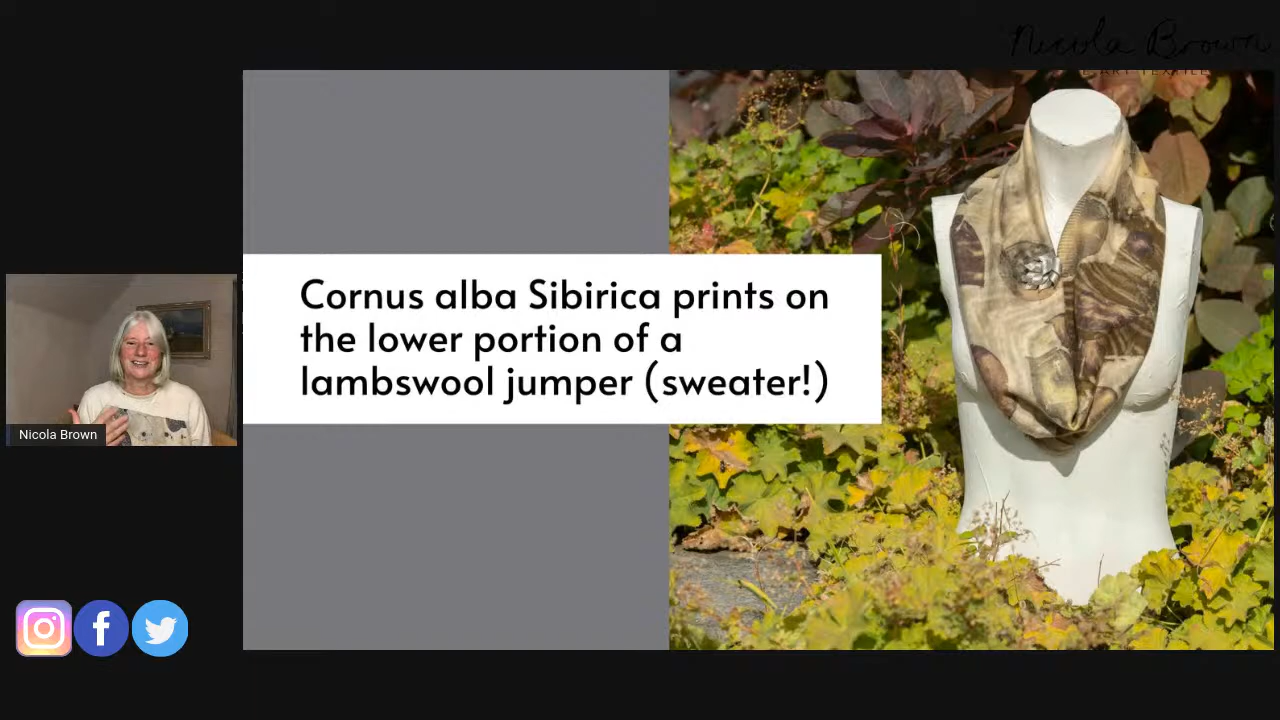 Nicola Brown
Cornus alba Sibirica prints on
the lower portion of a
lambswool jumper (sweater!)
Nicola Brown